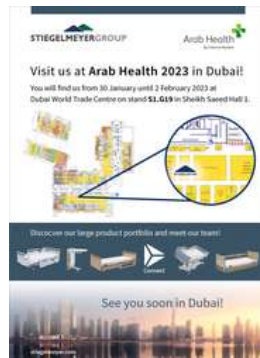 STIEGELMEYERGROUP
Arab Health
Visit us at Arab Health 2023 in Dubai!
You will find us from 30 January until 2 February 2023 at
Dubai World Trade Centre on stand S1.G19 in Sheikh Saeed Hall 1.
Discover our large product portfolio and meet our team!
Connect
See you soon in Dubai!
stiegelmeyer.com